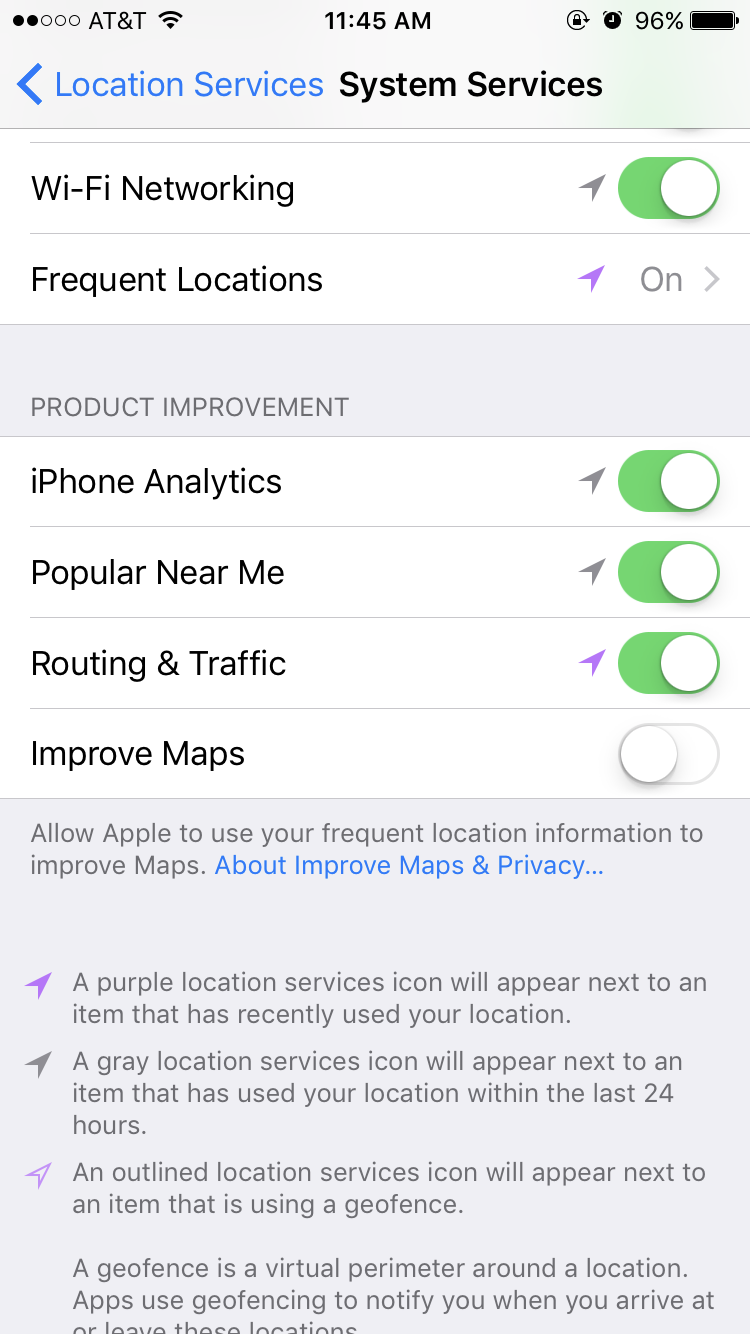 AT&T 11:45 AM 96%
Location Services System Services
Wi-Fi Networking
Frequent Locations On
PRODUCT IMPROVEMENT
iPhone Analytics
Popular Near Me
Routing & Traffic
Improve Maps
Allow Apple to use your frequent location information to
improve Maps. About Improve Maps & Privacy...
A purple location services icon will appear next to an
item that has recently used your location.
A gray location services icon will appear next to an
item that has used your location within the last 24
hours.
An outlined location services icon will appear next to
an item that is using a geofence.
A geofence is a virtual perimeter around a location.
Apps use geofencing to notify you when you arrive at
or leave these locations